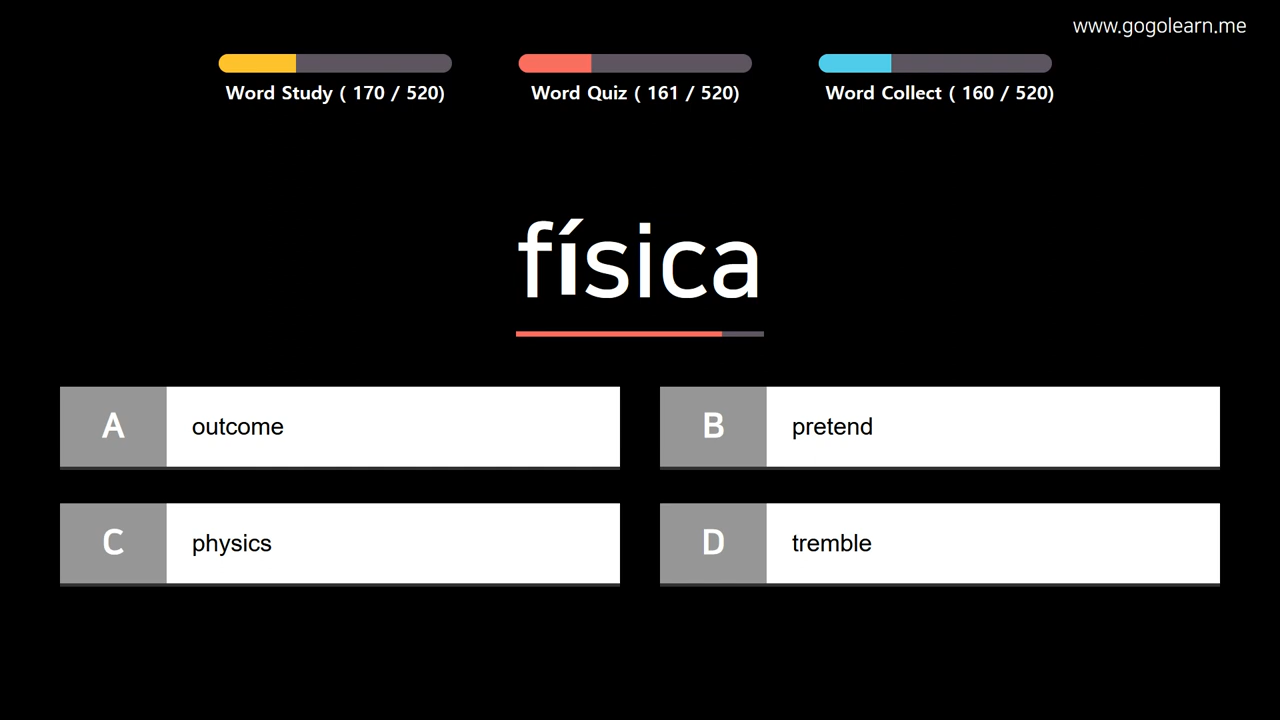 www.gogolearn.me
Word Study ( 170 / 520)
Word Quiz ( 161 / 520)
Word Collect ( 160 / 520)
física
A outcome
B pretend
C physics
D tremble